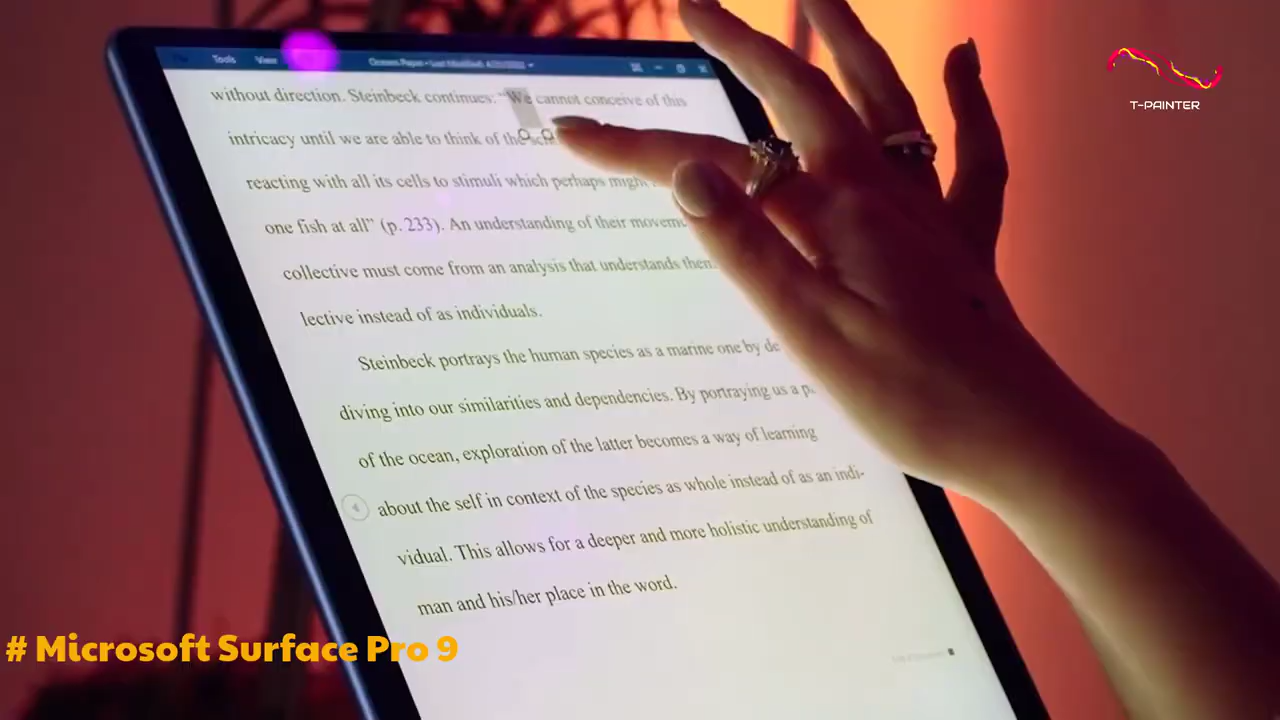 Tools View
Oceans Paper • Last Modified: 
T-PAINTER
without direction. Steinbeck continues: “We cannot conceive of this
intricacy until we are able to think of the
reacting with all its cells to stimuli which perhaps might
one fish at all” (p. 233). An understanding of their
collective must come from an analysis that understands
lective instead of as individuals.
Steinbeck portrays the human species as a marine one by
diving into our similarities and dependencies. By portraying us a
of the ocean, exploration of the latter becomes a way of learning
about the self in context of the species as whole instead of as an indi-
vidual. This allows for a deeper and more holistic understanding of
man and his/her place in the word.
# Microsoft Surface Pro 9